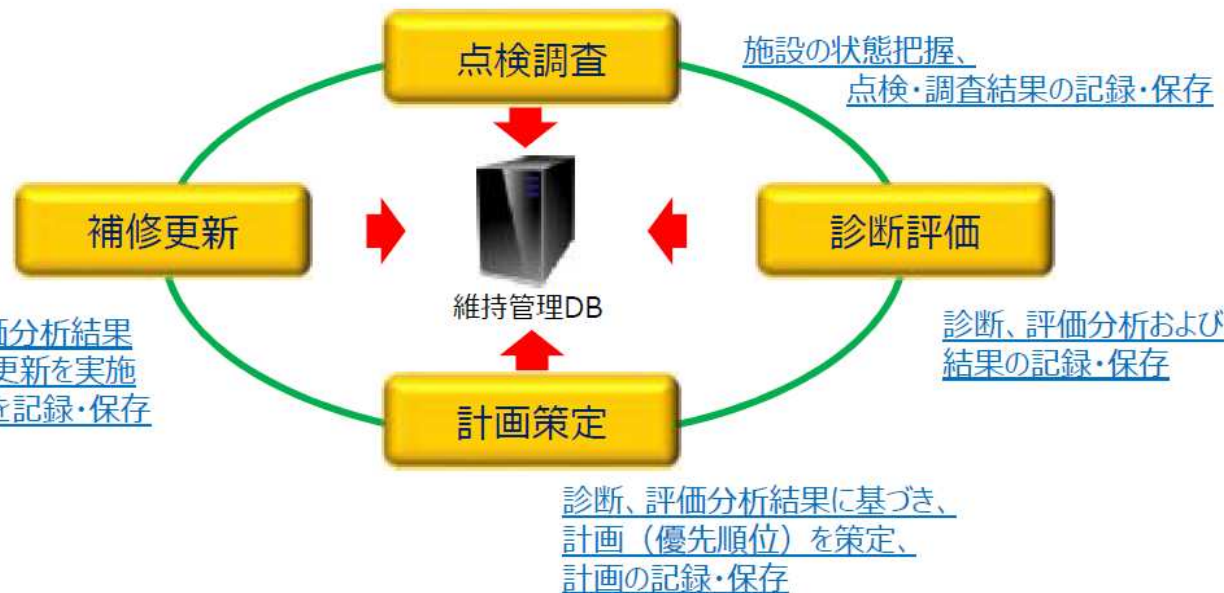 点検調査
施設の状態把握、
点検・調査結果の記録・保存
補修更新
診断評価
維持管理DB
価分析結果
更新を実施
を記録・保存
診断、評価分析および
結果の記録・保存
計画策定
診断、評価分析結果に基づき、
計画（優先順位）を策定、
計画の記録・保存